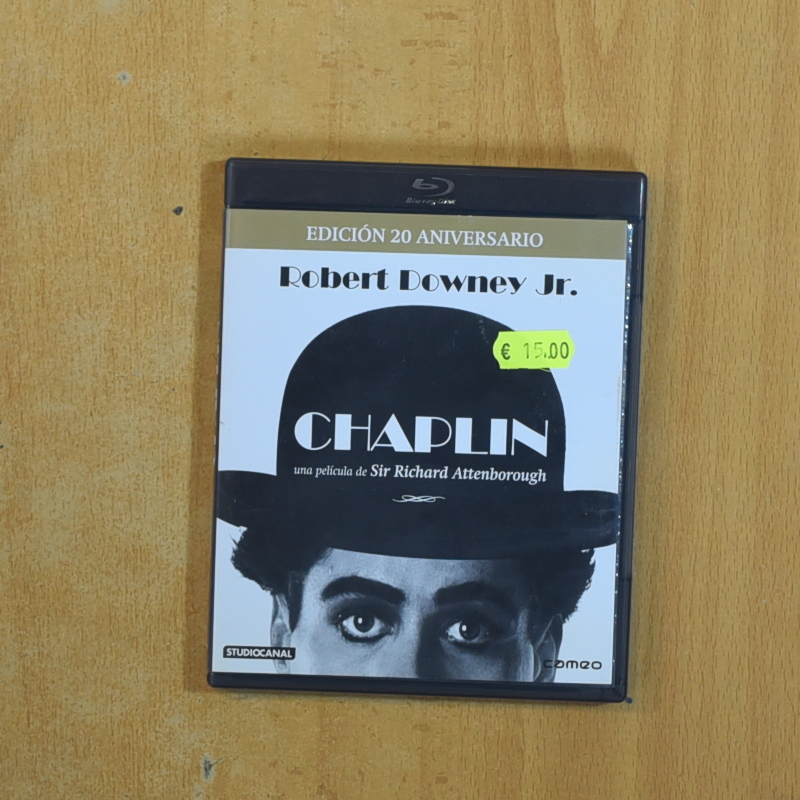 Blu-ray Disc
EDICIÓN 20 ANIVERSARIO
Robert Downey Jr.
€ 15.00
CHAPLIN
una película de Sir Richard Attenborough
STUDIOCANAL
cameo